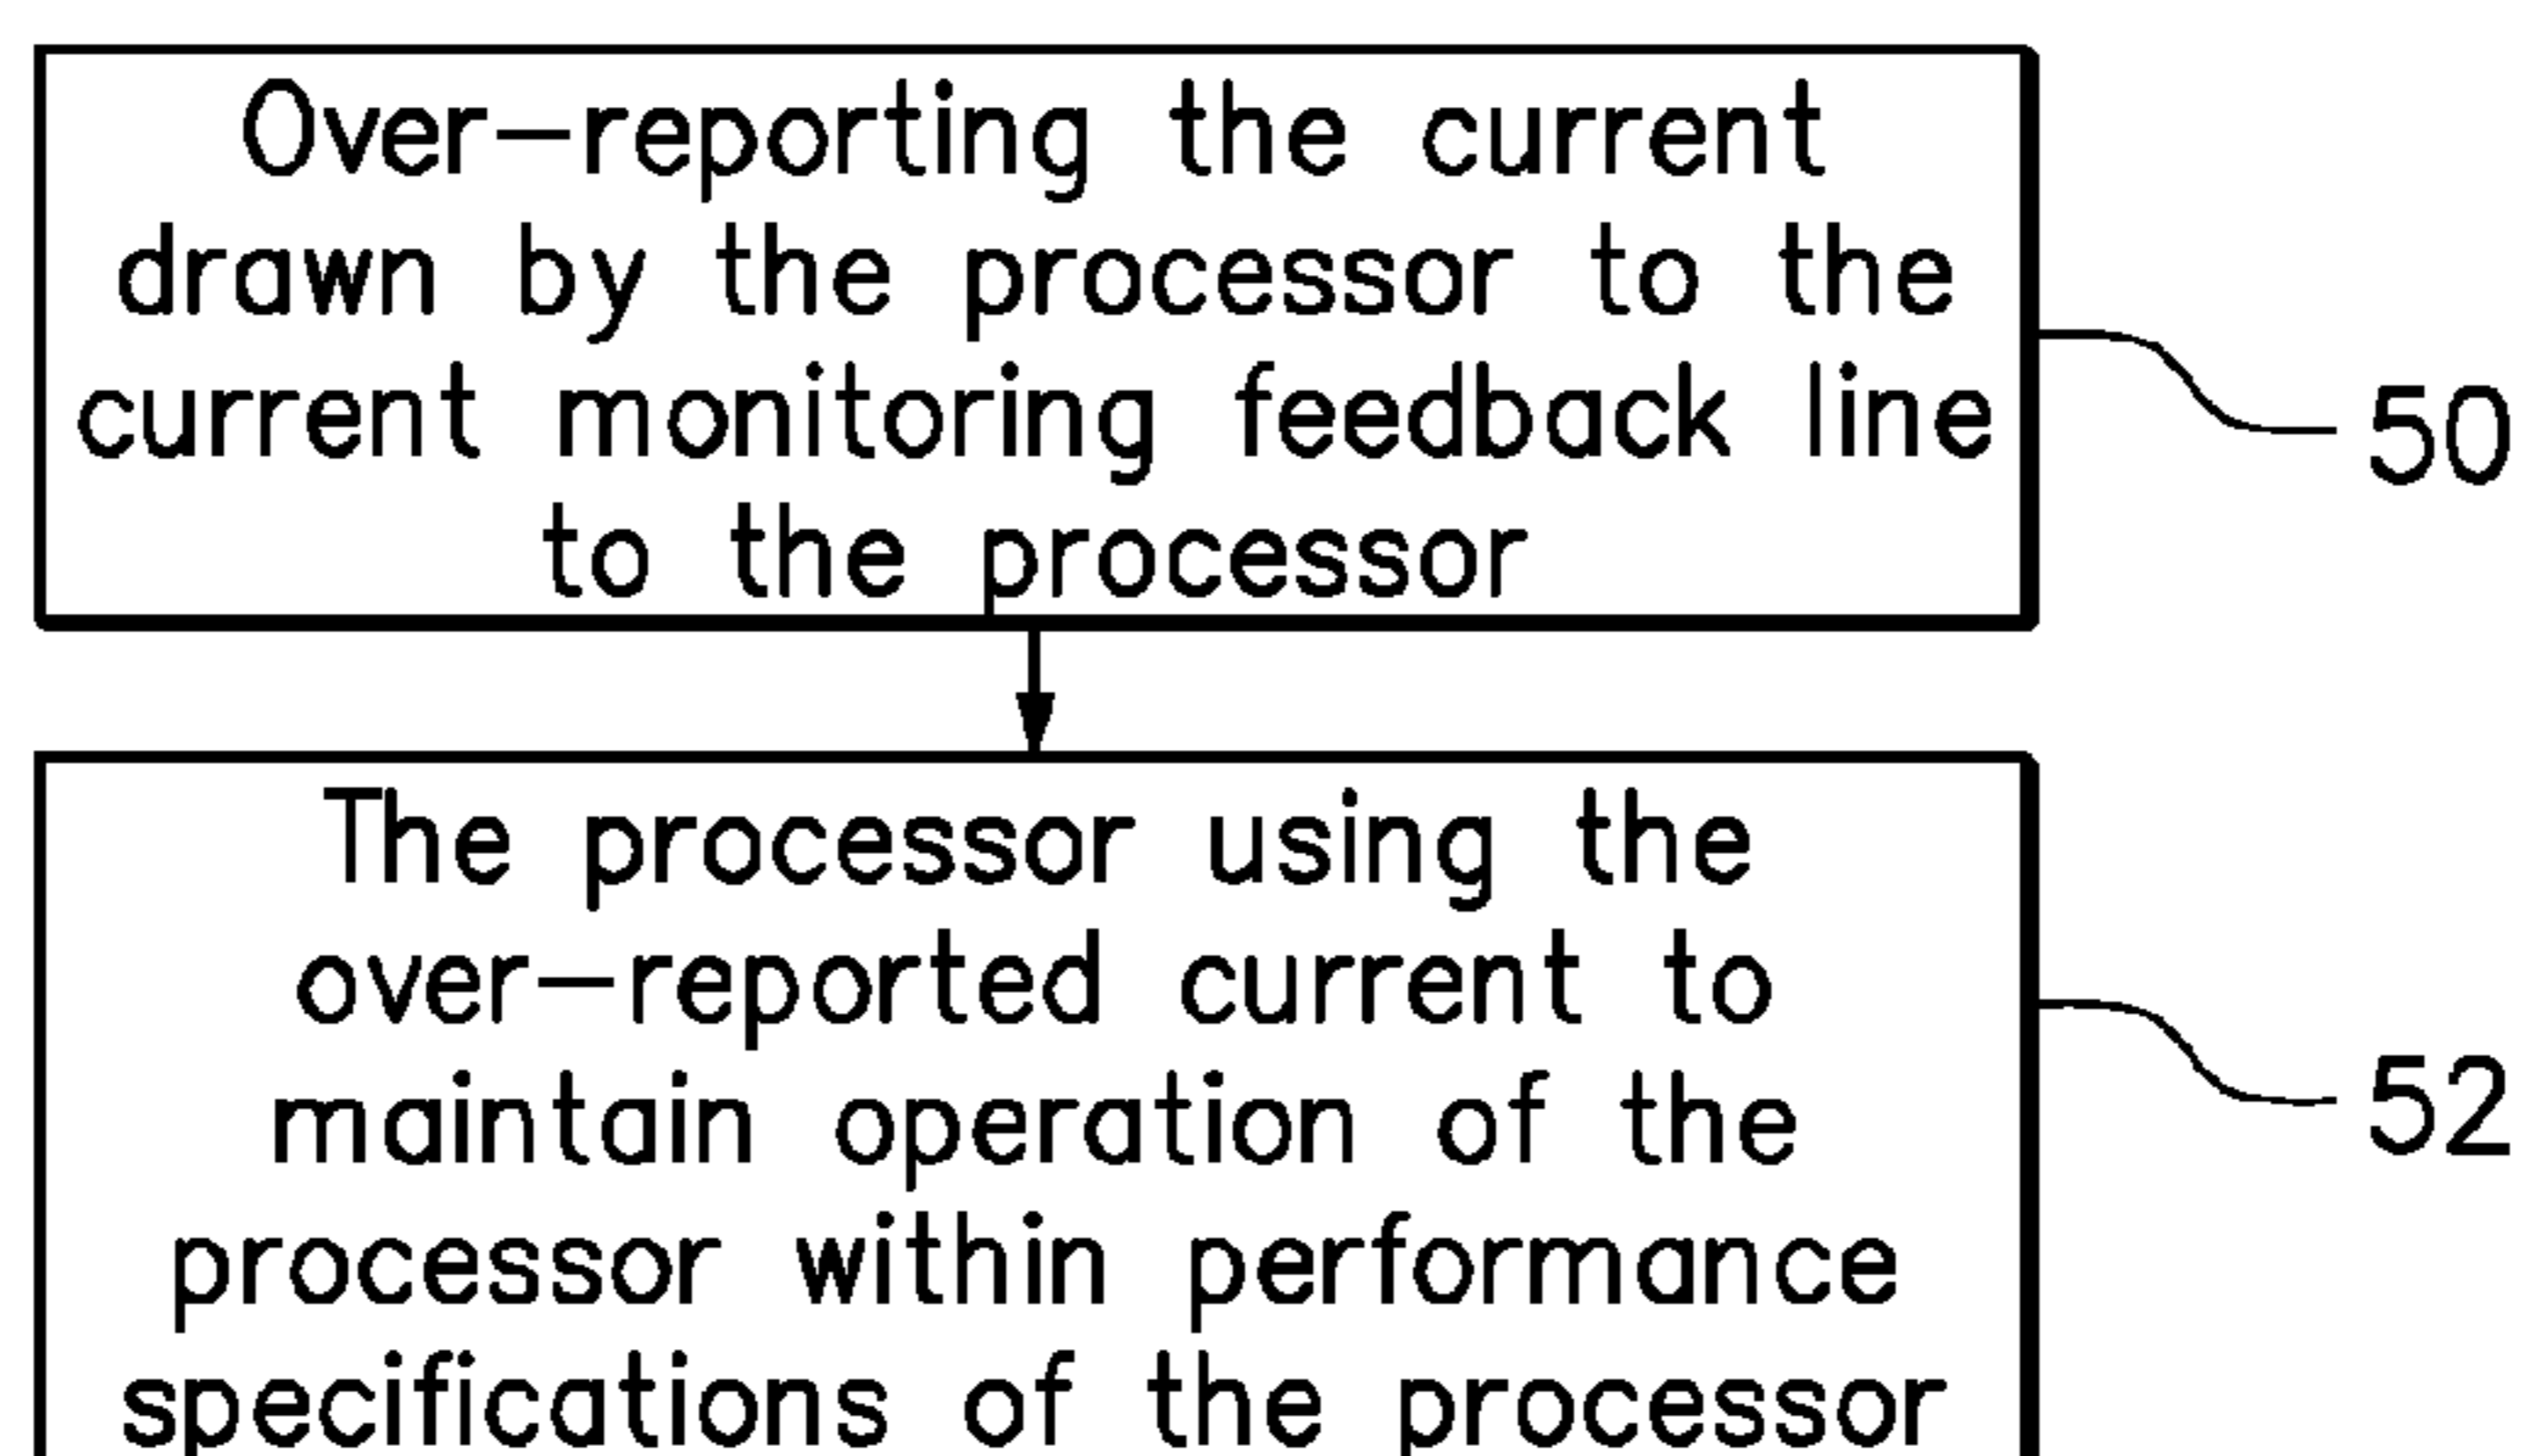 Over-reporting the current
drawn by the processor to the
current monitoring feedback line
to the processor
50
The processor using the
over-reported current to
maintain operation of the
processor within performance
specifications of the processor
52